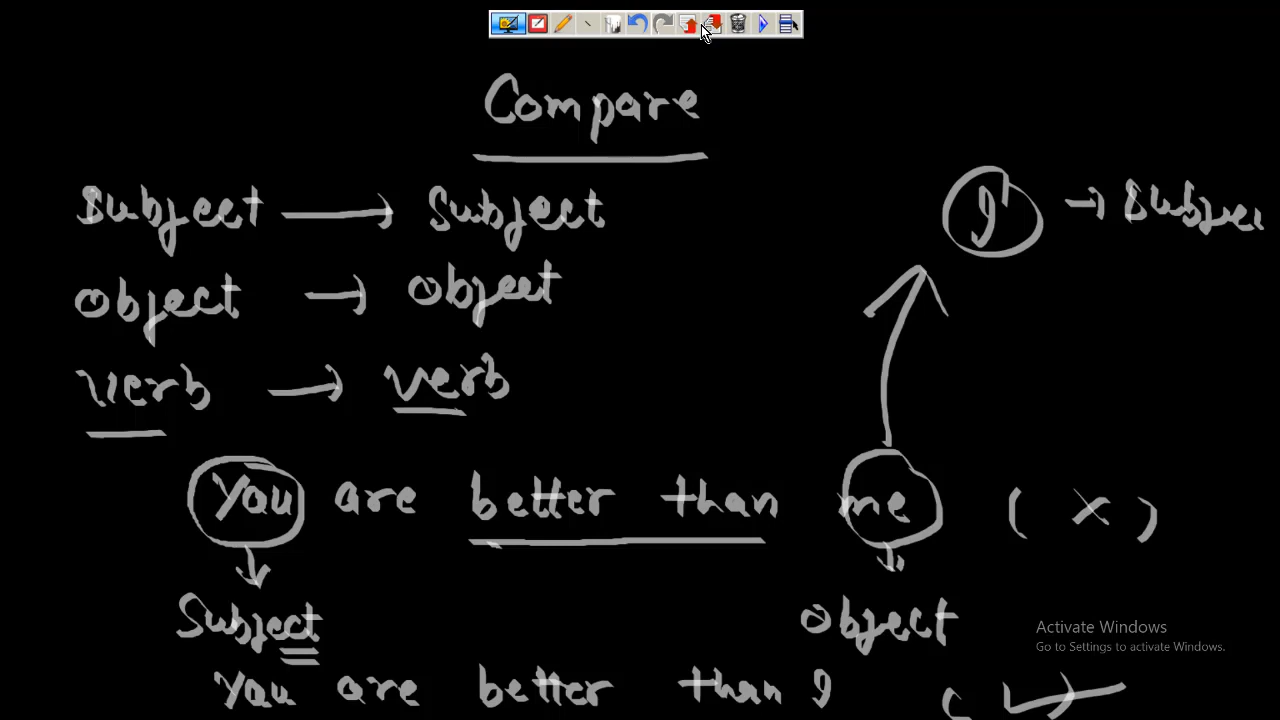 Compare
Subject → Subject
I → Subjec
object → object
verb → verb
You are better than me (×)
Subject
object
You are better than I (✓)
Activate Windows
Go to Settings to activate Windows.